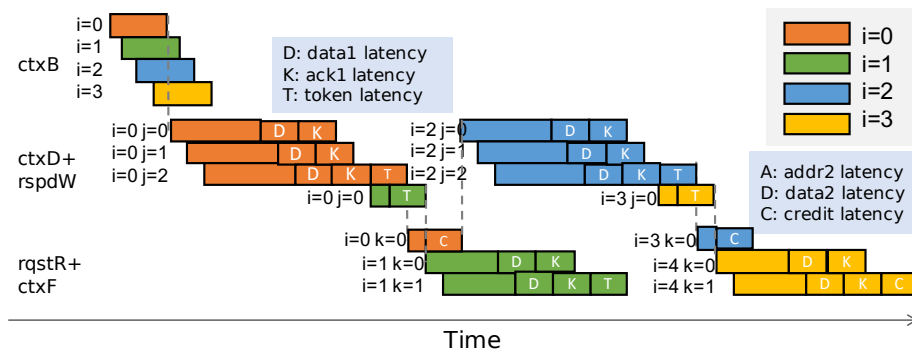 i=0
i=1
i=2
i=3
ctxB
D: data1 latency
K: ack1 latency
T: token latency
i=0
i=1
i=2
i=3
i=0 j=0 D K
i=0 j=1 D K
i=0 j=2 D K T
i=0 j=0 T
ctxD+
rspdW
i=2 j=0 D K
i=2 j=1 D K
i=2 j=2 D K T
i=3 j=0 T
A: addr2 latency
D: data2 latency
C: credit latency
i=0 k=0 C
i=1 k=0 D K
i=1 k=1 D K T
rqstR+
ctxF
i=3 k=0 C
i=4 k=0 D K
i=4 k=1 D K C
Time